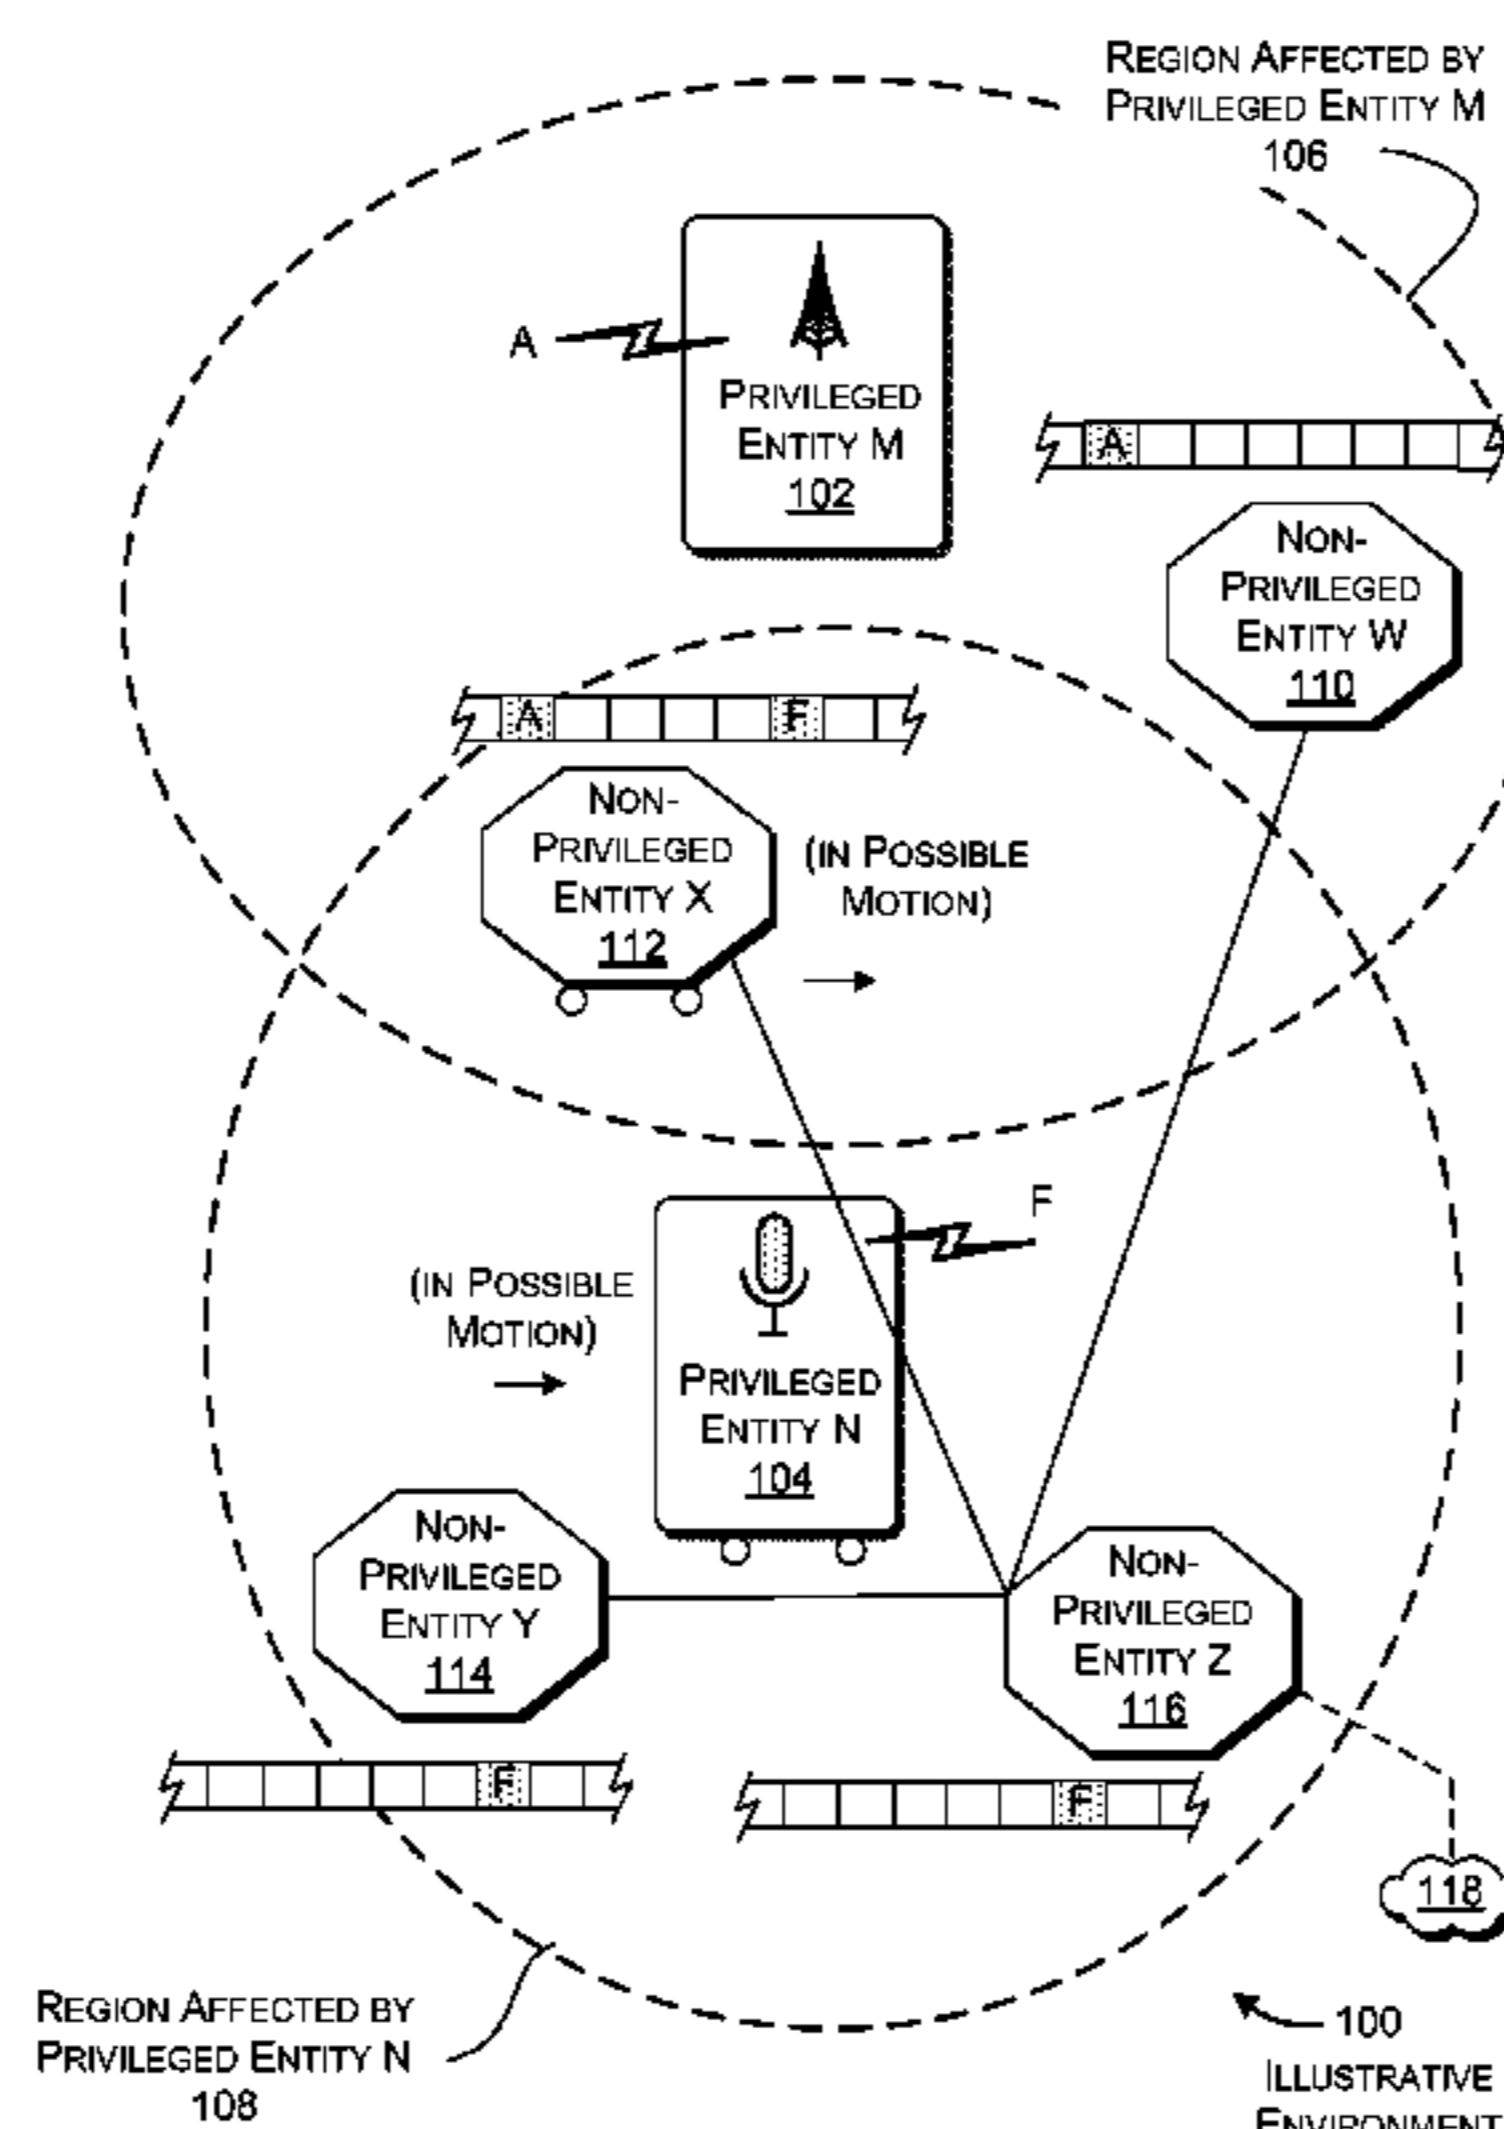 REGION AFFECTED BY
PRIVILEGED ENTITY M
106
A
PRIVILEGED
ENTITY M
102
A
NON-
PRIVILEGED
ENTITY W
110
A
F
NON-
PRIVILEGED
ENTITY X
112
(IN POSSIBLE
MOTION)
F
(IN POSSIBLE
MOTION)
PRIVILEGED
ENTITY N
104
NON-
PRIVILEGED
ENTITY Y
114
NON-
PRIVILEGED
ENTITY Z
116
F
F
118
REGION AFFECTED BY
PRIVILEGED ENTITY N
108
100
ILLUSTRATIVE
ENVIRONMENT